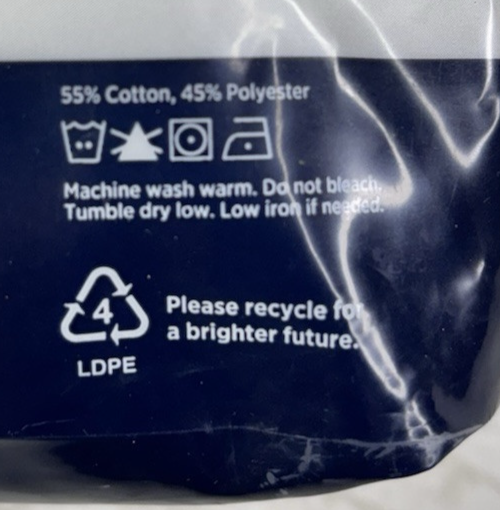 55% Cotton, 45% Polyester
Machine wash warm. Do not bleach.
Tumble dry low. Low iron if needed.
4
Please recycle for
a brighter future.
LDPE